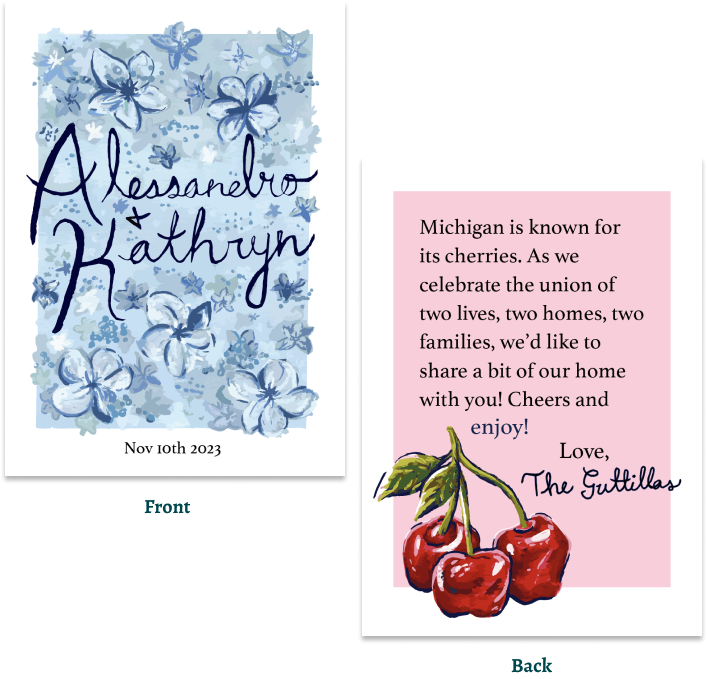 Alessandro
+
Kathryn
Nov 10th 2023
Front
Michigan is known for
its cherries. As we
celebrate the union of
two lives, two homes, two
families, we’d like to
share a bit of our home
with you! Cheers and
enjoy!
Love,
The Guttillas
Back